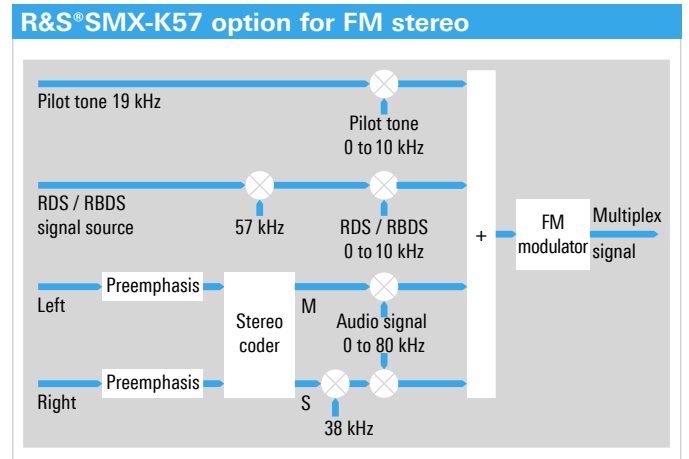 R&S®SMX-K57 option for FM stereo
Pilot tone 19 kHz
Pilot tone
0 to 10 kHz
RDS / RBDS
signal source
57 kHz
RDS / RBDS
0 to 10 kHz
+
FM
modulator
Multiplex
signal
Preemphasis
Left
Stereo
coder
M
Audio signal
0 to 80 kHz
Preemphasis
Right
S
38 kHz